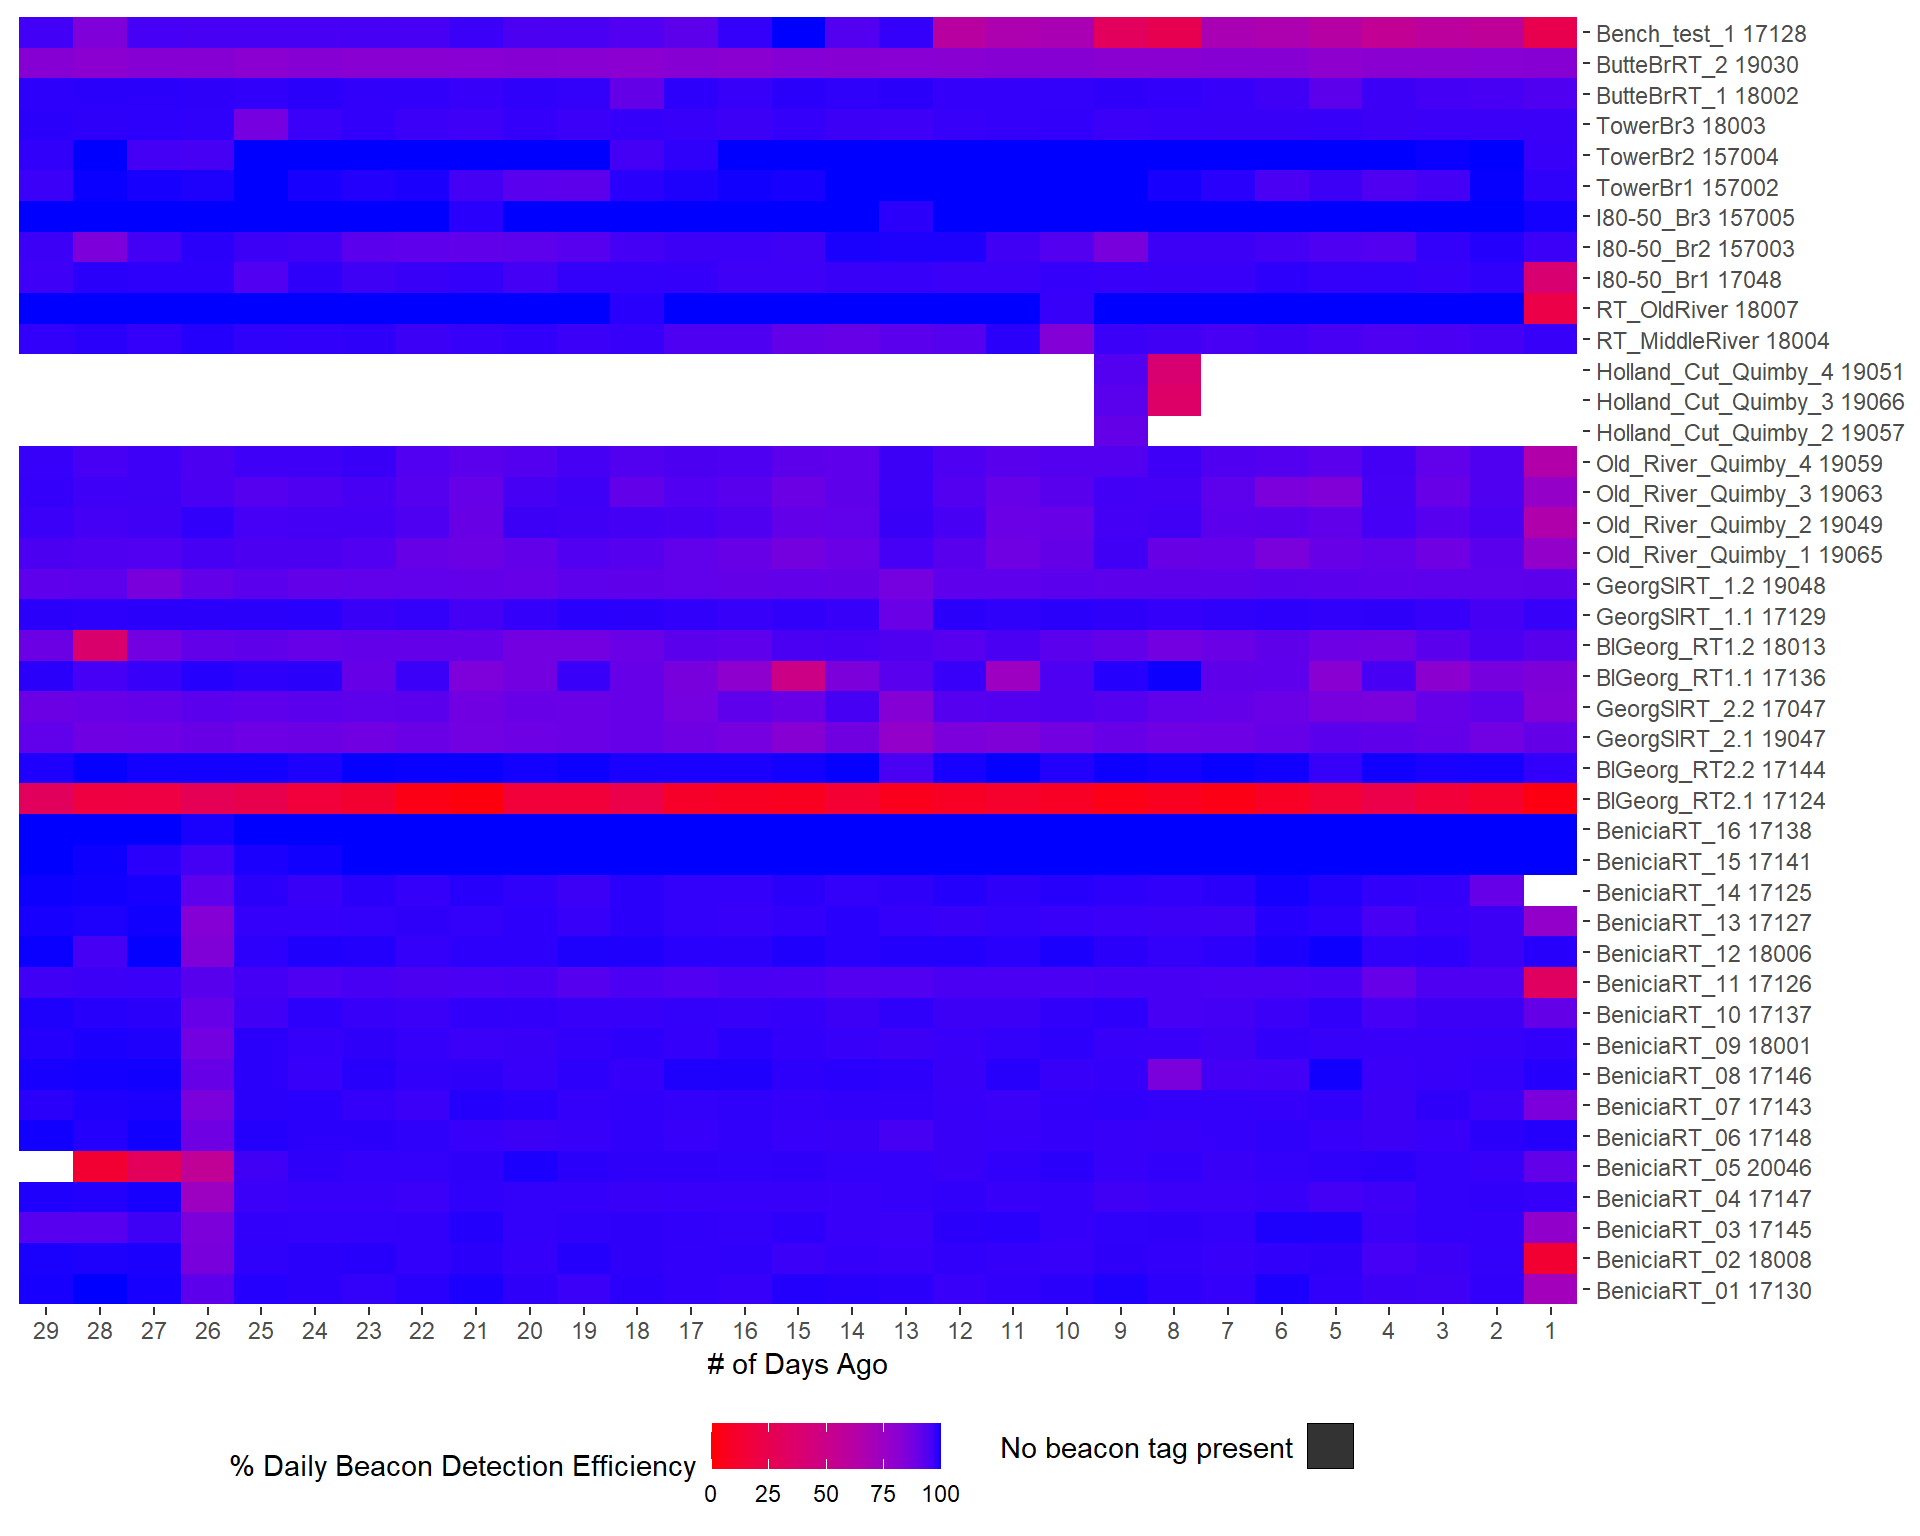 Bench_test_1 17128
ButteBrRT_2 19030
ButteBrRT_1 18002
TowerBr3 18003
TowerBr2 157004
TowerBr1 157002
I80-50_Br3 157005
I80-50_Br2 157003
I80-50_Br1 17048
RT_OldRiver 18007
RT_MiddleRiver 18004
Holland_Cut_Quimby_4 19051
Holland_Cut_Quimby_3 19066
Holland_Cut_Quimby_2 19057
Old_River_Quimby_4 19059
Old_River_Quimby_3 19063
Old_River_Quimby_2 19049
Old_River_Quimby_1 19065
GeorgSlRT_1.2 19048
GeorgSlRT_1.1 17129
BlGeorg_RT1.2 18013
BlGeorg_RT1.1 17136
GeorgSlRT_2.2 17047
GeorgSlRT_2.1 19047
BlGeorg_RT2.2 17144
BlGeorg_RT2.1 17124
BeniciaRT_16 17138
BeniciaRT_15 17141
BeniciaRT_14 17125
BeniciaRT_13 17127
BeniciaRT_12 18006
BeniciaRT_11 17126
BeniciaRT_10 17137
BeniciaRT_09 18001
BeniciaRT_08 17146
BeniciaRT_07 17143
BeniciaRT_06 17148
BeniciaRT_05 20046
BeniciaRT_04 17147
BeniciaRT_03 17145
BeniciaRT_02 18008
BeniciaRT_01 17130
29 28 27 26 25 24 23 22 21 20 19 18 17 16 15 14 13 12 11 10 9 8 7 6 5 4 3 2 1
# of Days Ago
% Daily Beacon Detection Efficiency
0 25 50 75 100
No beacon tag present